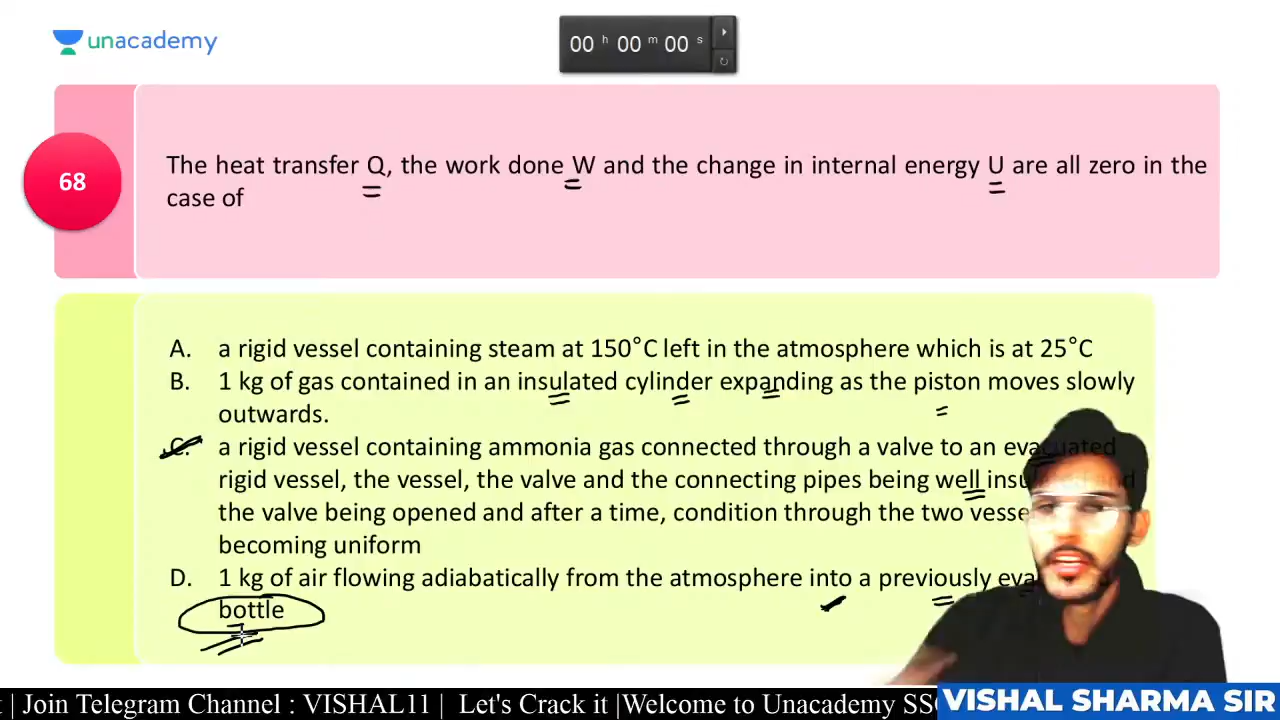 unacademy
00 h 00 m 00 s
68
The heat transfer Q, the work done W and the change in internal energy U are all zero in the
case of
A. a rigid vessel containing steam at 150°C left in the atmosphere which is at 25°C
B. 1 kg of gas contained in an insulated cylinder expanding as the piston moves slowly
outwards.
C. a rigid vessel containing ammonia gas connected through a valve to an evacuated
rigid vessel, the vessel, the valve and the connecting pipes being well
the valve being opened and after a time, condition through the two
becoming uniform
D. 1 kg of air flowing adiabatically from the atmosphere into a previously
bottle
| Join Telegram Channel : VISHAL11 | Let's Crack it |Welcome to Unacademy
VISHAL SHARMA SIR